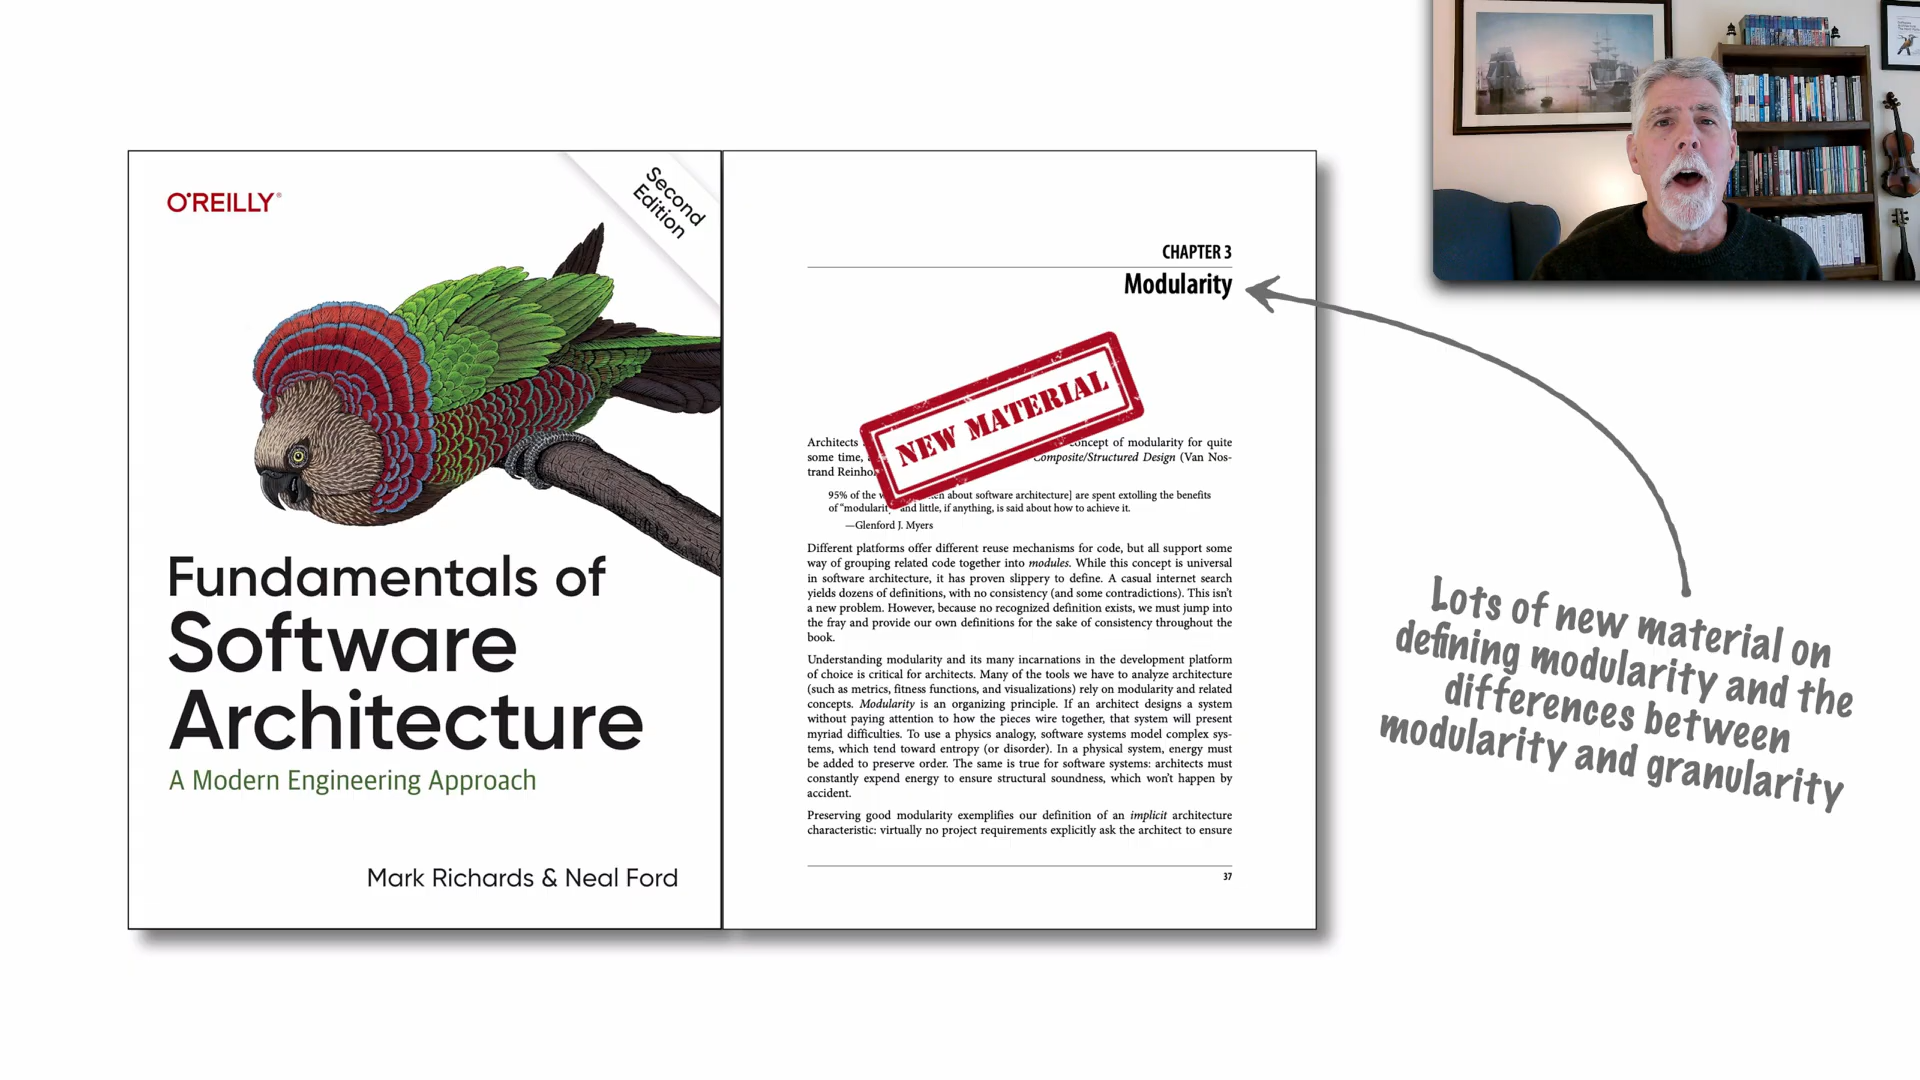 O'REILLY®
Second
Edition
Fundamentals of
Software
Architecture
A Modern Engineering Approach
Mark Richards & Neal Ford
CHAPTER 3
Modularity
NEW MATERIAL
Architects concept of modularity for quite
some time, Composite/Structured Design (Van Nos-
trand Reinho
95% of the about software architecture] are spent extolling the benefits
of “modularit and little, if anything, is said about how to achieve it.
—Glenford J. Myers
Different platforms offer different reuse mechanisms for code, but all support some
way of grouping related code together into modules. While this concept is universal
in software architecture, it has proven slippery to define. A casual internet search
yields dozens of definitions, with no consistency (and some contradictions). This isn’t
a new problem. However, because no recognized definition exists, we must jump into
the fray and provide our own definitions for the sake of consistency throughout the
book.
Understanding modularity and its many incarnations in the development platform
of choice is critical for architects. Many of the tools we have to analyze architecture
(such as metrics, fitness functions, and visualizations) rely on modularity and related
concepts. Modularity is an organizing principle. If an architect designs a system
without paying attention to how the pieces wire together, that system will present
myriad difficulties. To use a physics analogy, software systems model complex sys-
tems, which tend toward entropy (or disorder). In a physical system, energy must
be added to preserve order. The same is true for software systems: architects must
constantly expend energy to ensure structural soundness, which won’t happen by
accident.
Preserving good modularity exemplifies our definition of an implicit architecture
characteristic: virtually no project requirements explicitly ask the architect to ensure
37
Lots of new material on
defining modularity and the
differences between
modularity and granularity